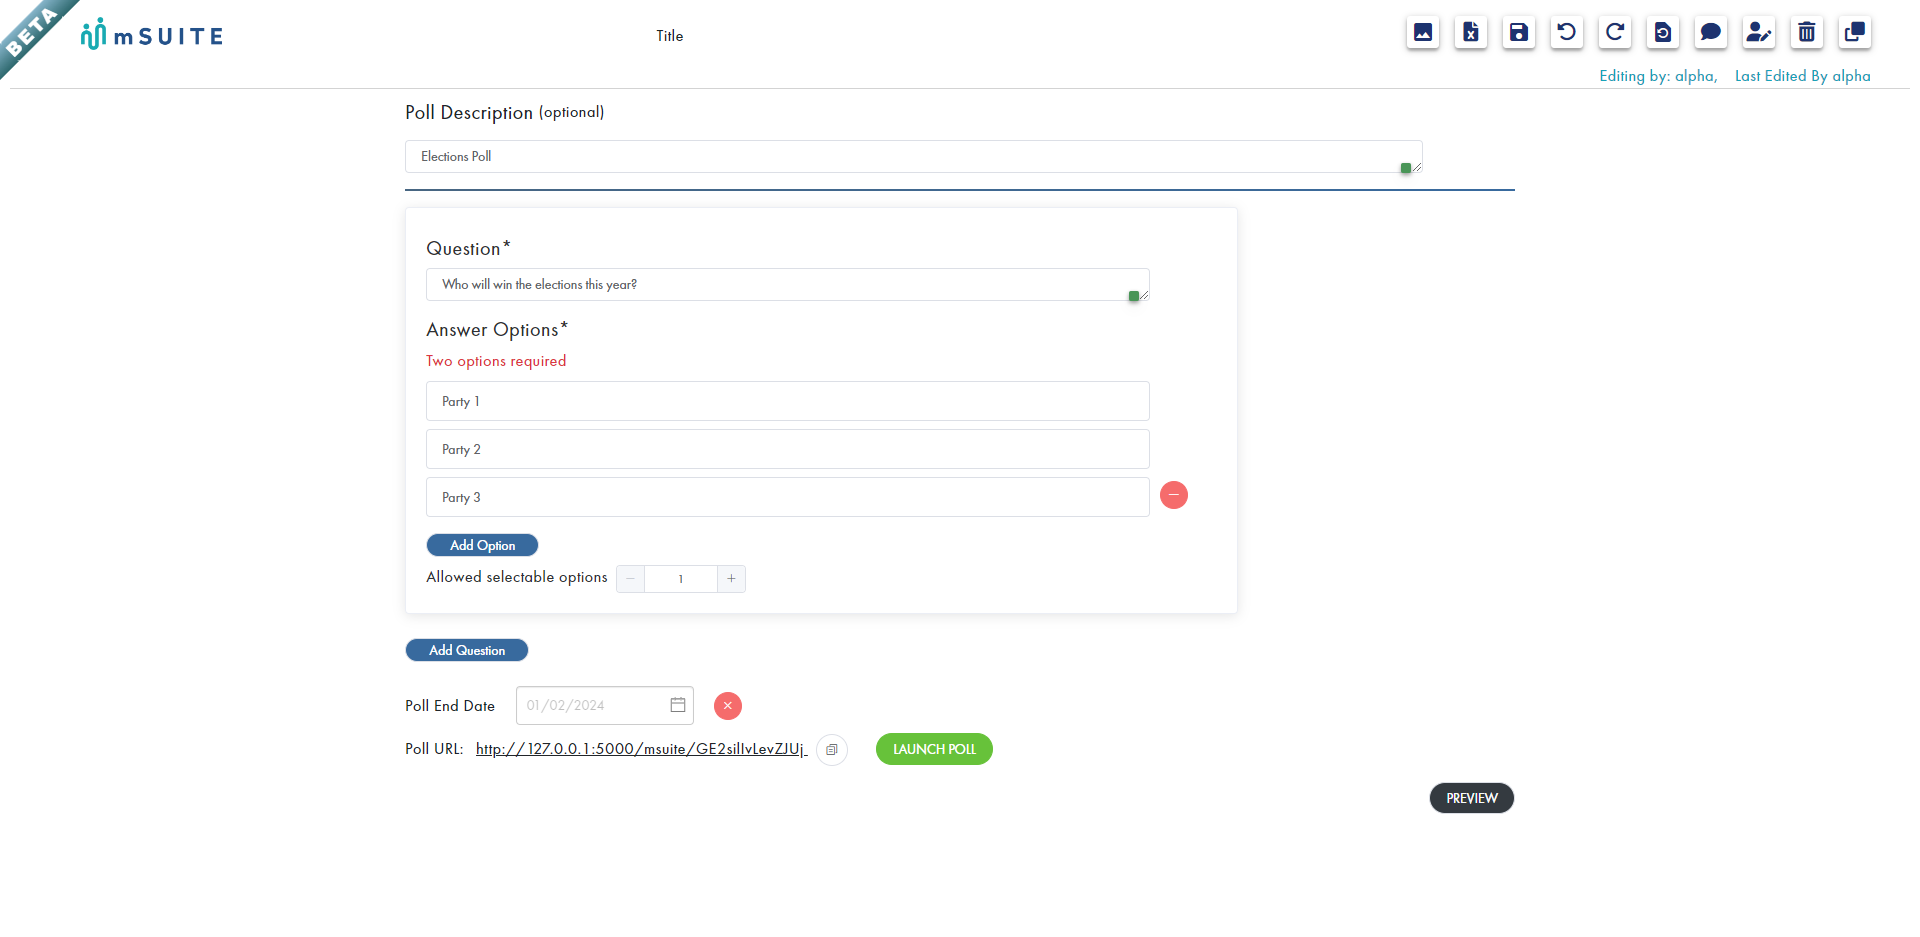 BETA
mSUITE
Title
Editing by: alpha, Last Edited By alpha
Poll Description (optional)
Elections Poll
Question*
Who will win the elections this year?
Answer Options*
Two options required
Party 1
Party 2
Party 3
Add Option
Allowed selectable options 1
Add Question
Poll End Date 01/02/2024
Poll URL: http://127.0.0.1:5000/msuite/GE2sillvLevZJUj LAUNCH POLL
PREVIEW